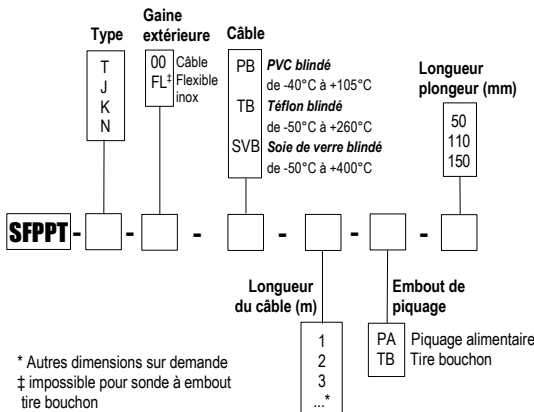 Type
Gaine
extérieure
Câble
T
J
K
N
00 Câble
FL‡ Flexible
inox
PB PVC blindé
de -40°C à +105°C
TB Téflon blindé
de -50°C à +260°C
SVB Soie de verre blindé
de -50°C à +400°C
Longueur
plongeur (mm)
50
110
150
SFPPT - - - - - -
Longueur
du câble (m)
1
2
3
...*
Embout de
piquage
PA Piquage alimentaire
TB Tire bouchon
* Autres dimensions sur demande
‡ impossible pour sonde à embout
tire bouchon